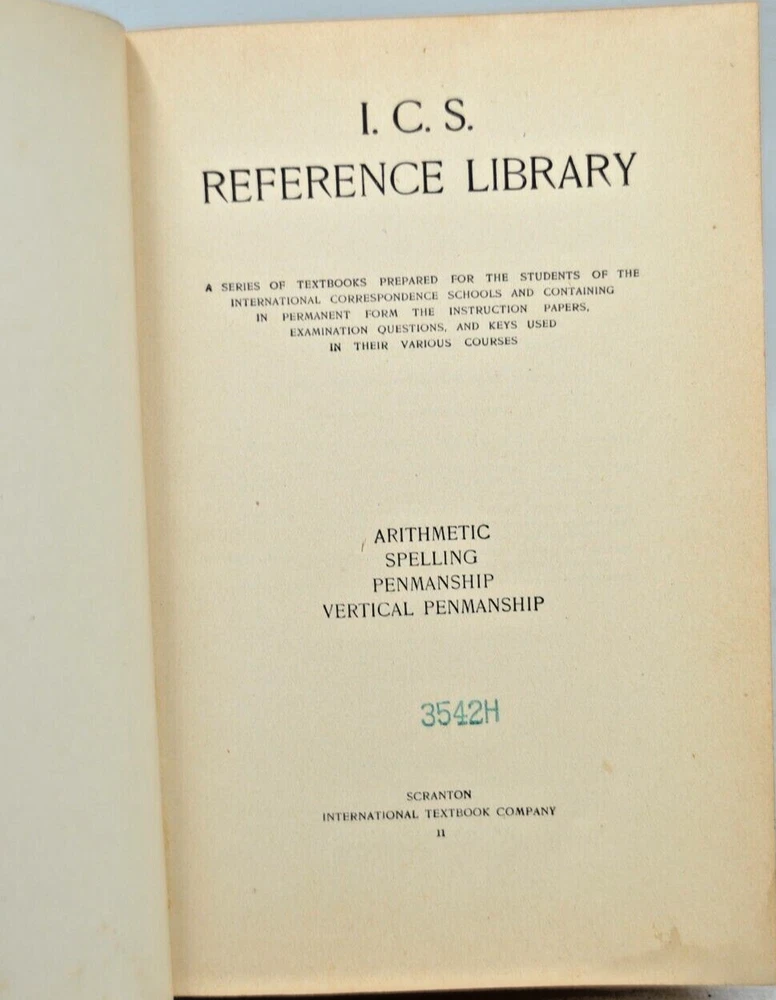 I. C. S.
REFERENCE LIBRARY
A SERIES OF TEXTBOOKS PREPARED FOR THE STUDENTS OF THE
INTERNATIONAL CORRESPONDENCE SCHOOLS AND CONTAINING
IN PERMANENT FORM THE INSTRUCTION PAPERS,
EXAMINATION QUESTIONS, AND KEYS USED
IN THEIR VARIOUS COURSES
ARITHMETIC
SPELLING
PENMANSHIP
VERTICAL PENMANSHIP
3542H
SCRANTON
INTERNATIONAL TEXTBOOK COMPANY
11